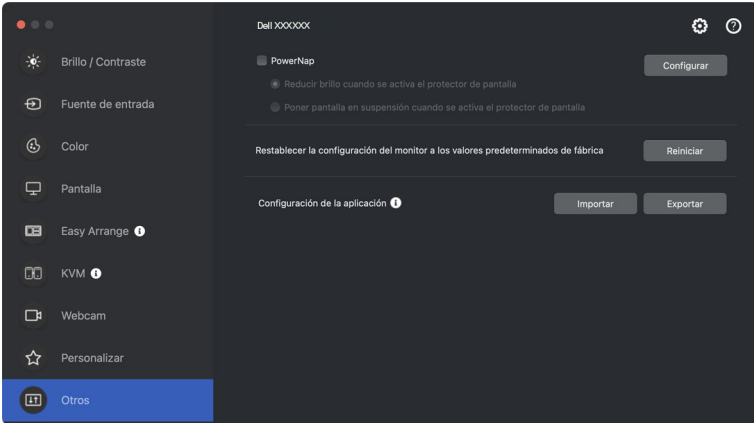 Dell XXXXXX
Brillo / Contraste
Fuente de entrada
Color
Pantalla
Easy Arrange
KVM
Webcam
Personalizar
Otros
PowerNap
Configurar
Reducir brillo cuando se activa el protector de pantalla
Poner pantalla en suspensión cuando se activa el protector de pantalla
Restablecer la configuración del monitor a los valores predeterminados de fábrica
Reiniciar
Configuración de la aplicación
Importar
Exportar